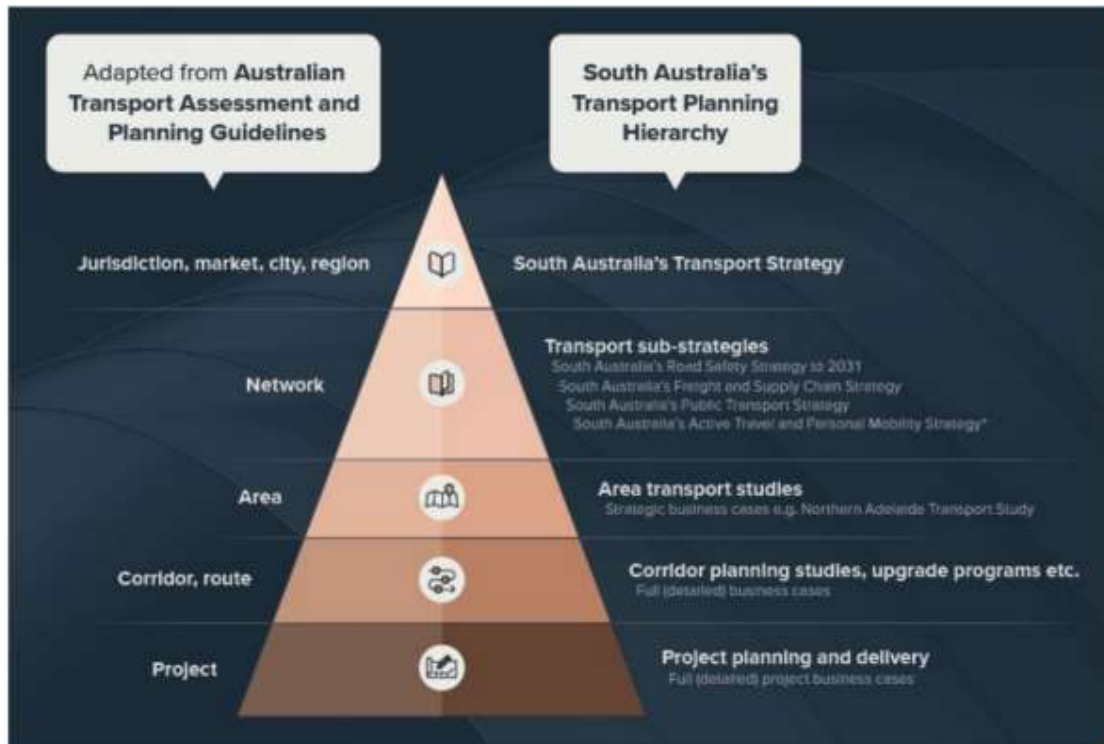 Adapted from Australian
Transport Assessment and
Planning Guidelines
South Australia's
Transport Planning
Hierarchy
Jurisdiction, market, city, region
South Australia's Transport Strategy
Network
Transport sub-strategies
South Australia's Road Safety Strategy to 2031
South Australia's Freight and Supply Chain Strategy
South Australia's Public Transport Strategy
South Australia's Active Travel and Personal Mobility Strategy*
Area
Area transport studies
Strategic business cases e.g. Northern Adelaide Transport Study
Corridor, route
Corridor planning studies, upgrade programs etc.
Full (detailed) business cases
Project
Project planning and delivery
Full (detailed) project business cases